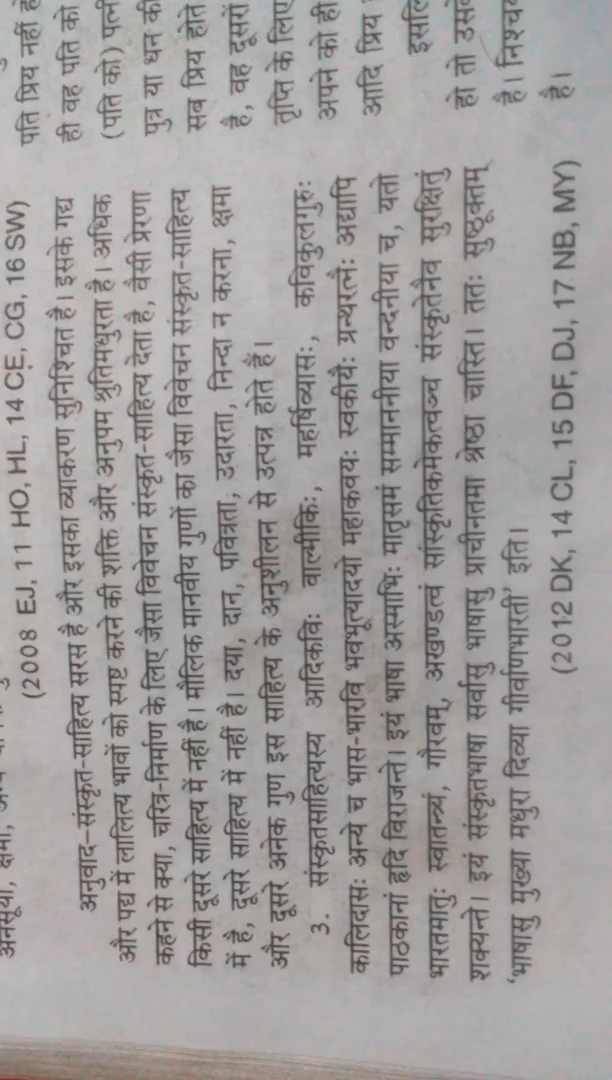 अनसूया, क्षमा,
(2008 EJ, 11 HO, HL, 14 CE, CG, 16 SW)
अनुवाद–संस्कृत-साहित्य सरस है और इसका व्याकरण सुनिश्चित है। इसके गद्य
और पद्य में लालित्य भावों को स्पष्ट करने की शक्ति और अनुपम श्रुतिमधुरता है। अधिक
कहने से क्या, चरित्र-निर्माण के लिए जैसा विवेचन संस्कृत-साहित्य देता है, वैसी प्रेरणा
किसी दूसरे साहित्य में नहीं है। मौलिक मानवीय गुणों का जैसा विवेचन संस्कृत-साहित्य
में है, दूसरे साहित्य में नहीं है। दया, दान, पवित्रता, उदारता, निन्दा न करना, क्षमा
और दूसरे अनेक गुण इस साहित्य के अनुशीलन से उत्पन्न होते हैं।
3. संस्कृतसाहित्यस्य आदिकविः वाल्मीकिः, महर्षिव्यासः, कविकुलगुरुः
कालिदासः अन्ये च भास-भारवि भवभूत्यादयो महाकवयः स्वकीयैः ग्रन्थरत्नैः अद्यापि
पाठकानां हृदि विराजन्ते। इयं भाषा अस्माभिः मातृसमं सम्माननीया वन्दनीया च, यतो
भारतमातुः स्वातन्त्र्यं, गौरवम्, अखण्डत्वं सांस्कृतिकमेकत्वञ्च संस्कृतेनैव सुरक्षितुं
शक्यन्ते। इयं संस्कृतभाषा सर्वासु भाषासु प्राचीनतमा श्रेष्ठा चास्ति। ततः सुष्ठूक्तम्
'भाषासु मुख्या मधुरा दिव्या गीर्वाणभारती' इति।
(2012 DK, 14 CL, 15 DF, DJ, 17 NB, MY)
पति प्रिय नहीं
ही वह पति को
(पति को) पत्नी
पुत्र या धन की
सब प्रिय होते
है, वह दूसरों
तृप्ति के लिए
अपने को ही
आदि प्रिय
इसलि
हो तो उस
है। निश्चय
है।